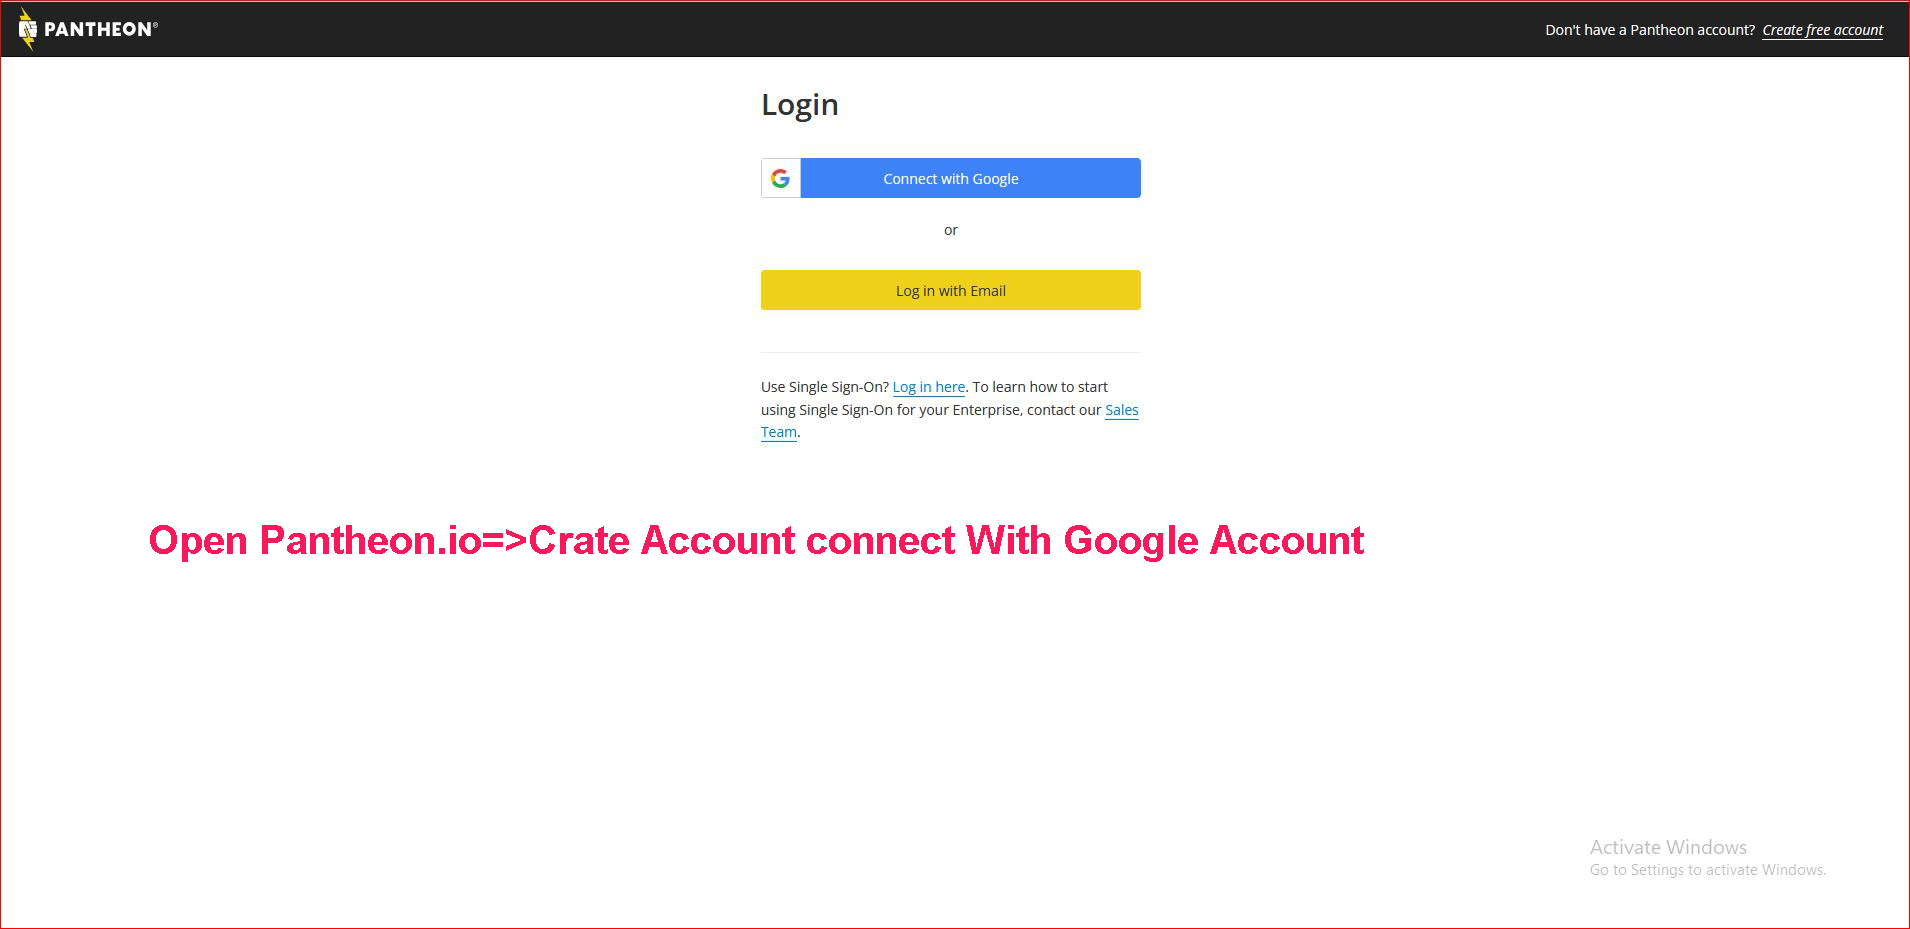 PANTHEON®
Don't have a Pantheon account? Create free account
Login
Connect with Google
or
Log in with Email
Use Single Sign-On? Log in here. To learn how to start
using Single Sign-On for your Enterprise, contact our Sales
Team.
Open Pantheon.io=>Crate Account connect With Google Account
Activate Windows
Go to Settings to activate Windows.